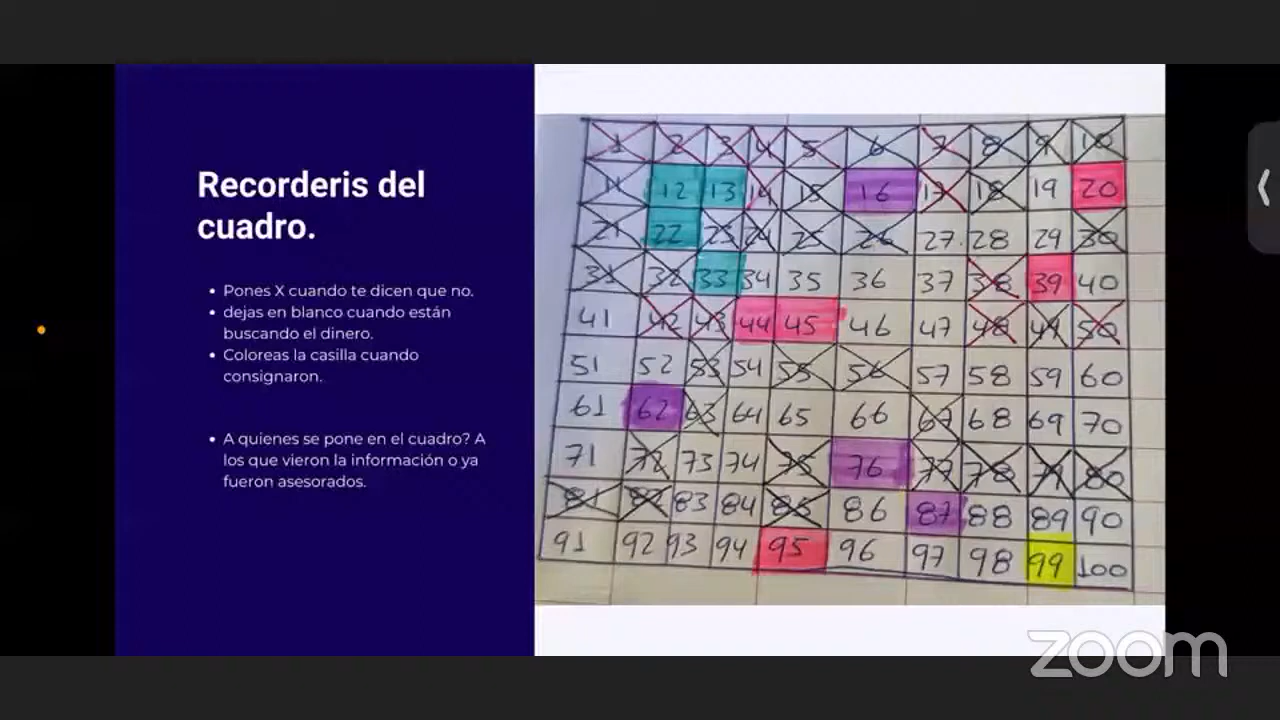 Recorderis del
cuadro.
Pones X cuando te dicen que no.
dejas en blanco cuando están
buscando el dinero.
Coloreas la casilla cuando
consignaron.
A quienes se pone en el cuadro? A
los que vieron la información o ya
fueron asesorados.
1 2 3 4 5 6 7 8 9 10
11 12 13 14 15 16 17 18 19 20
21 22 23 24 25 26 27 28 29 30
31 32 33 34 35 36 37 38 39 40
41 42 43 44 45 46 47 48 49 50
51 52 53 54 55 56 57 58 59 60
61 62 63 64 65 66 67 68 69 70
71 72 73 74 75 76 77 78 79 80
81 82 83 84 85 86 87 88 89 90
91 92 93 94 95 96 97 98 99 100
zoom